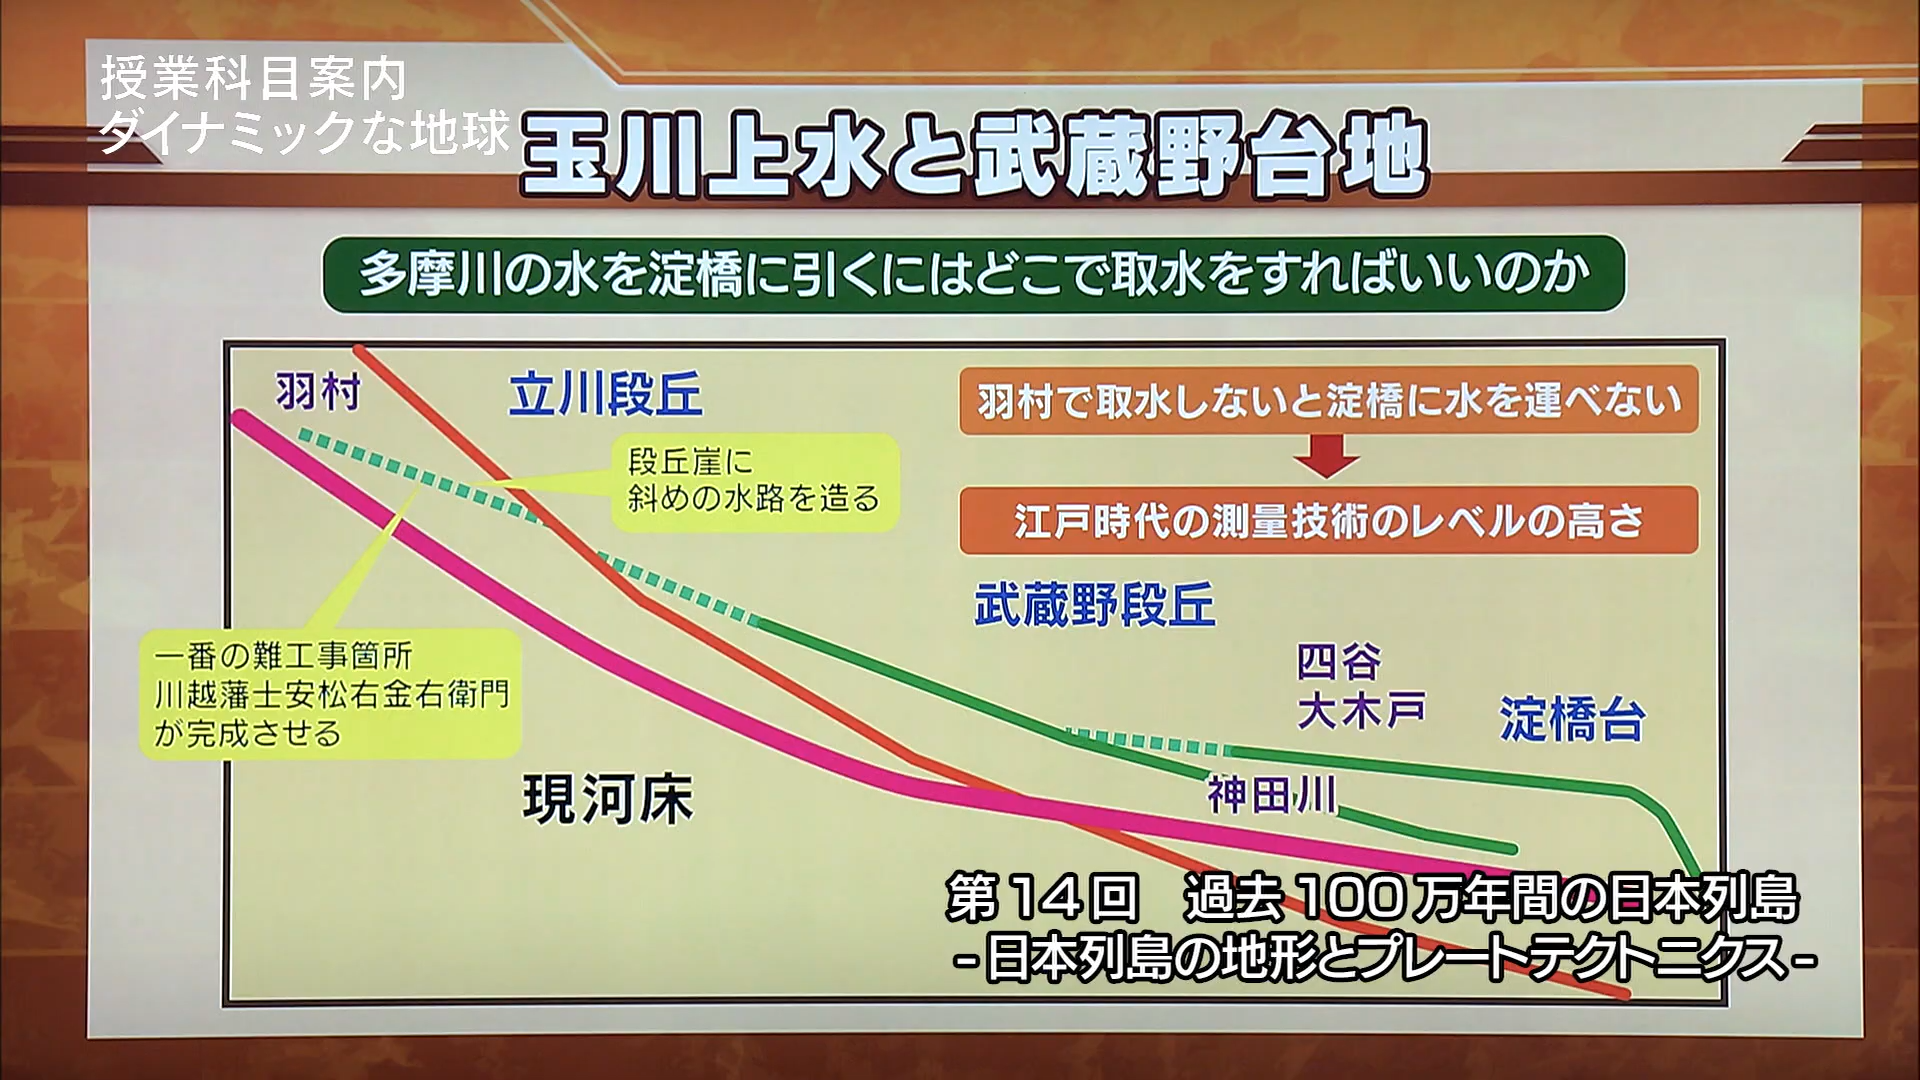 授業科目案内
ダイナミックな地球
玉川上水と武蔵野台地
多摩川の水を淀橋に引くにはどこで取水をすればいいのか
羽村
立川段丘
羽村で取水しないと淀橋に水を運べない
段丘崖に
斜めの水路を造る
江戸時代の測量技術のレベルの高さ
武蔵野段丘
一番の難工事箇所
川越藩士安松右金右衛門
が完成させる
四谷
大木戸
淀橋台
現河床
神田川
第14回 過去100万年間の日本列島
-日本列島の地形とプレートテクトニクス-